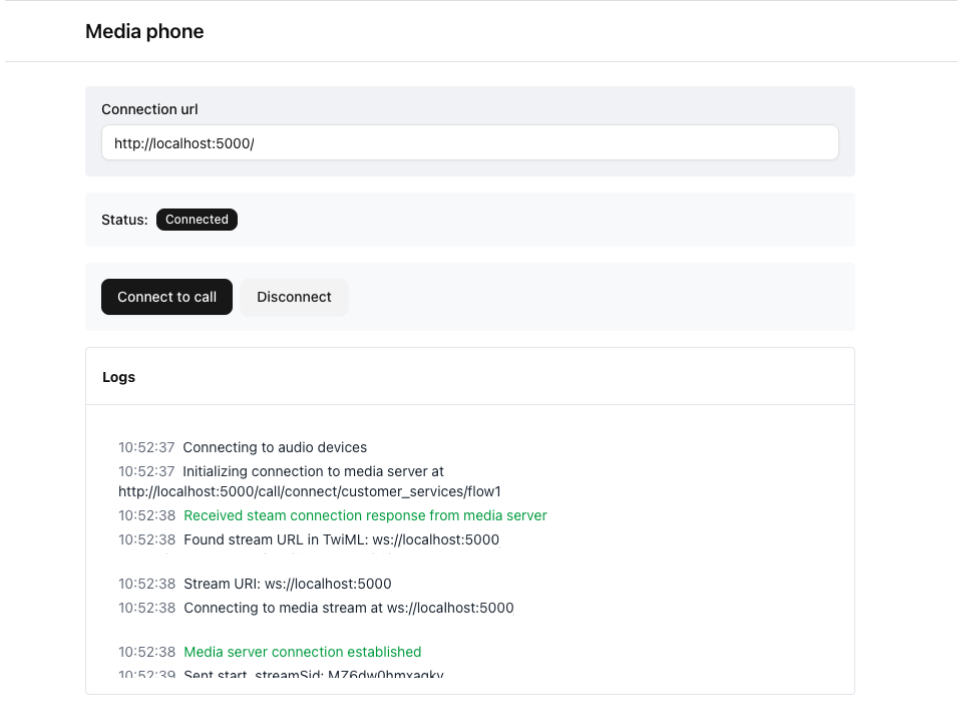 Media phone
Connection url
http://localhost:5000/
Status: Connected
Connect to call Disconnect
Logs
10:52:37 Connecting to audio devices
10:52:37 Initializing connection to media server at
http://localhost:5000/call/connect/customer_services/flow1
10:52:38 Received steam connection response from media server
10:52:38 Found stream URL in TwiML: ws://localhost:5000
10:52:38 Stream URI: ws://localhost:5000
10:52:38 Connecting to media stream at ws://localhost:5000
10:52:38 Media server connection established
10:52:39 Sent start, streamSid: MZ6dw0hmxaqky